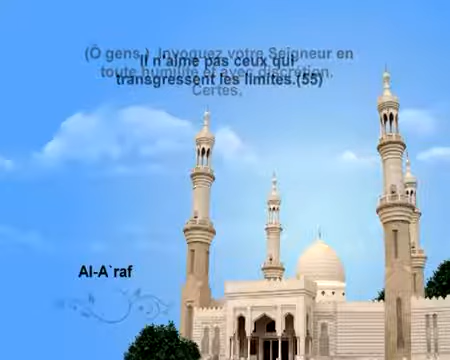 (Ô gens,) Invoquez votre Seigneur en
toute humilité et avec discrétion.
Certes,
Il n'aime pas ceux qui
transgressent les limites.(55)
Al-A`raf